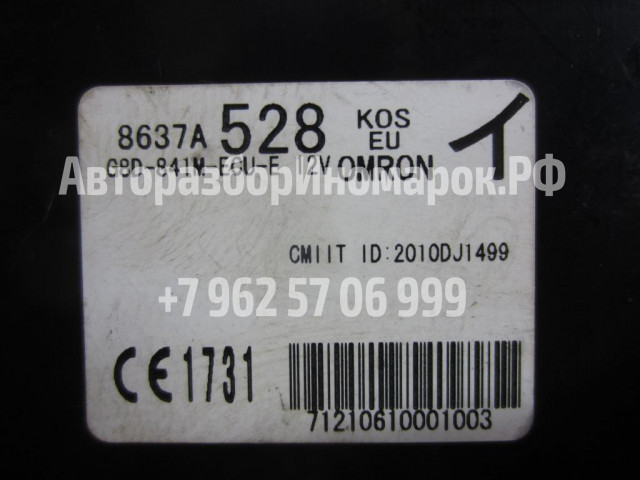 8637A 528 KOS EU イ
G8D-841M-ECU-E 12V OMRON
Авторазбориномарок.РФ
CMIIT ID:2010DJ1499
+7 962 57 06 999
CE1731
71210610001003